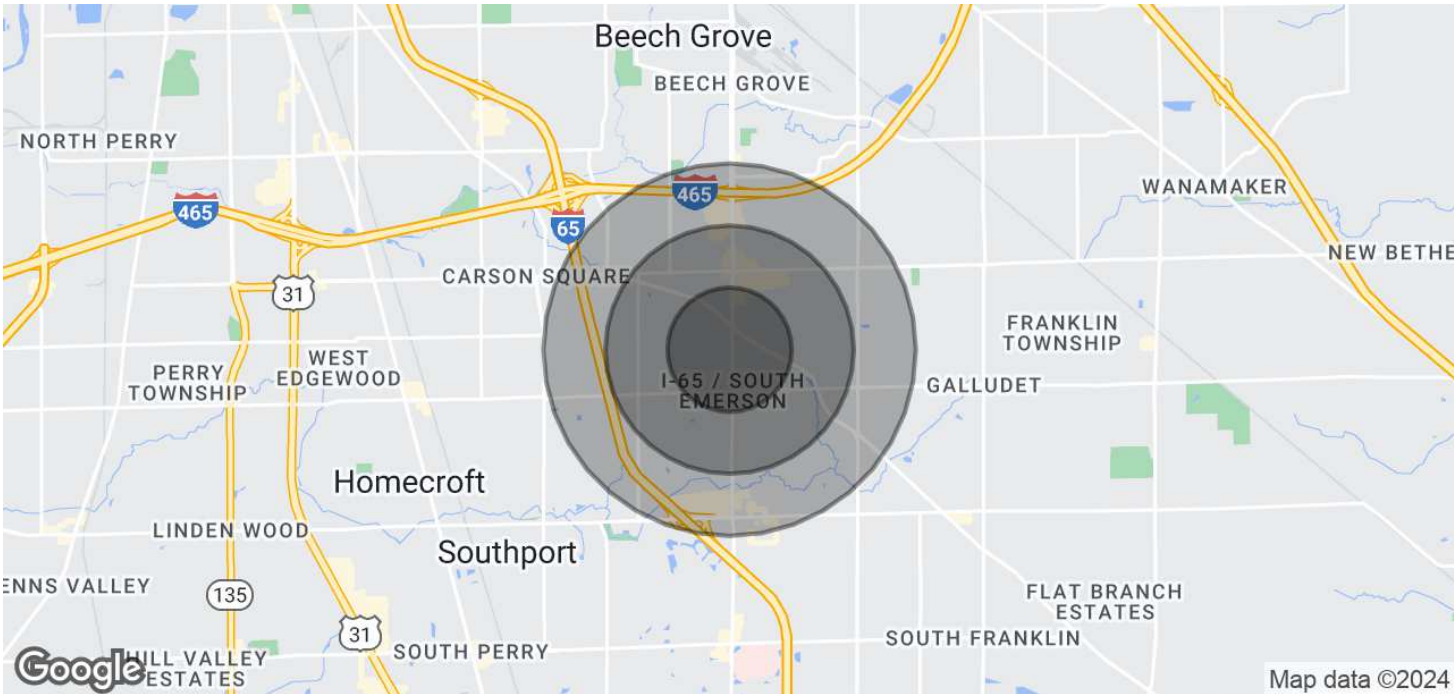 Beech Grove
BEECH GROVE
NORTH PERRY
465
465
WANAMAKER
65
NEW BETHE
CARSON SQUARE
31
FRANKLIN
TOWNSHIP
WEST
EDGEWOOD
PERRY
TOWNSHIP
I-65 / SOUTH
EMERSON
GALLUDET
Homecroft
LINDEN WOOD
Southport
ENNS VALLEY
135
FLAT BRANCH
ESTATES
31
SOUTH PERRY
SOUTH FRANKLIN
HILL VALLEY
ESTATES
Google
Map data ©2024